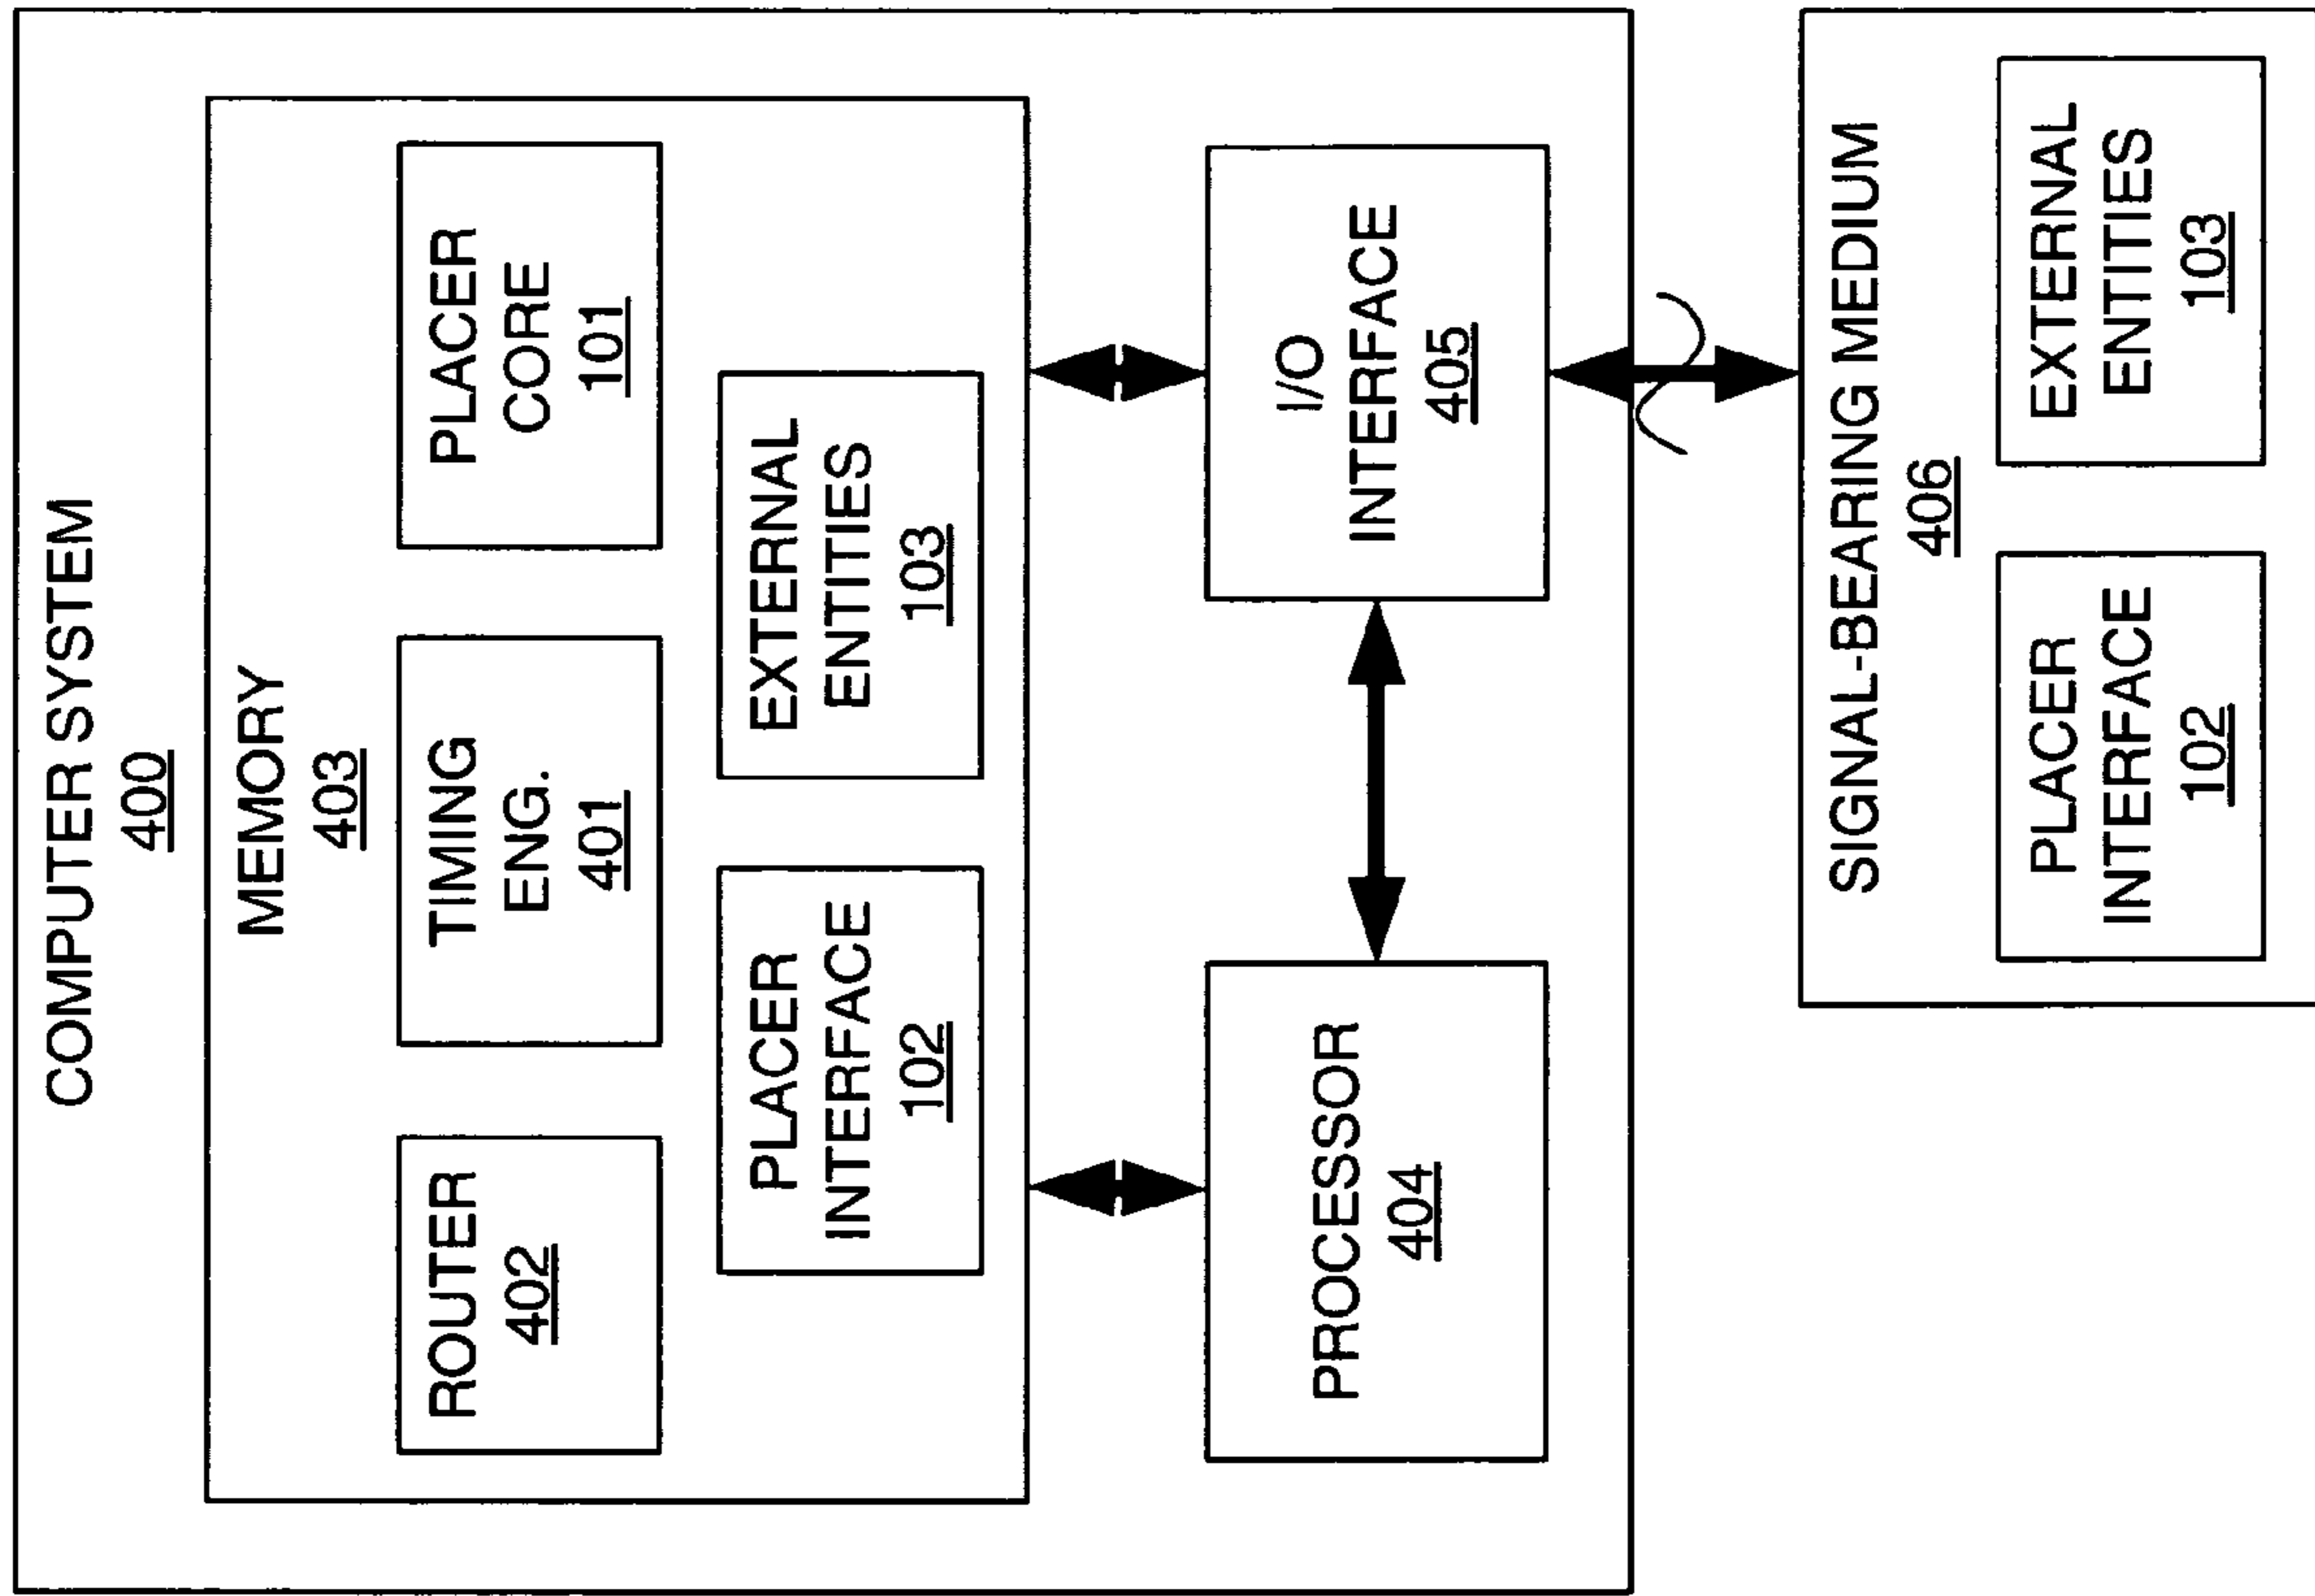 COMPUTER SYSTEM
400
MEMORY
403
ROUTER
402
TIMING
ENG.
401
PLACER
CORE
101
PLACER
INTERFACE
102
EXTERNAL
ENTITIES
103
PROCESSOR
404
I/O
INTERFACE
405
SIGNAL-BEARING MEDIUM
406
PLACER
INTERFACE
102
EXTERNAL
ENTITIES
103